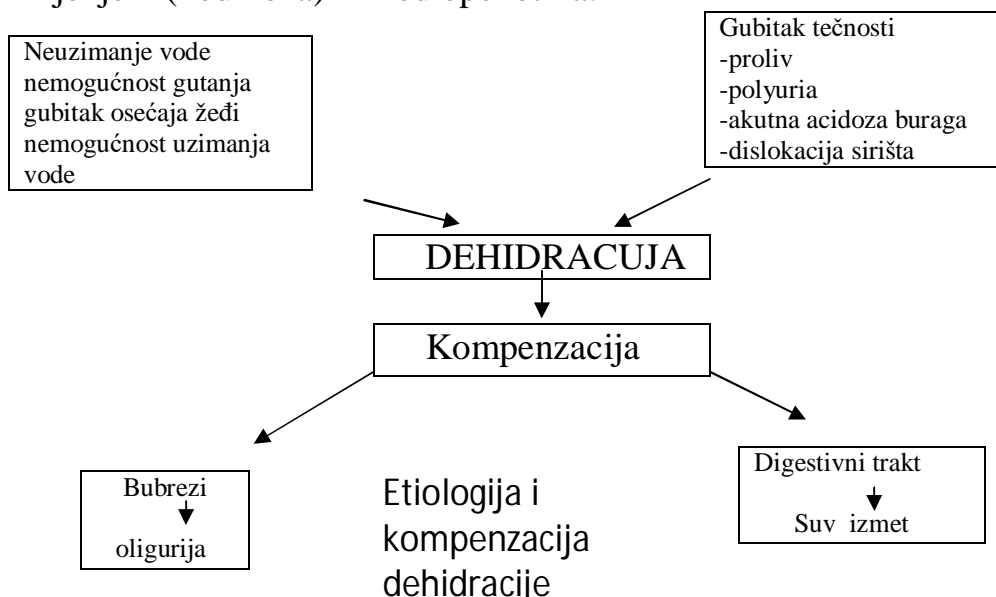 Neuzimanje vode
nemogućnost gutanja
gubitak osećaja žeđi
nemogućnost uzimanja
vode
Gubitak tečnosti
-proliv
-polyuria
-akutna acidoza buraga
-dislokacija sirišta
DEHIDRACUJA
Kompenzacija
Bubrezi
oligurija
Etiologija i
kompenzacija
dehidracije
Digestivni trakt
Suv izmet